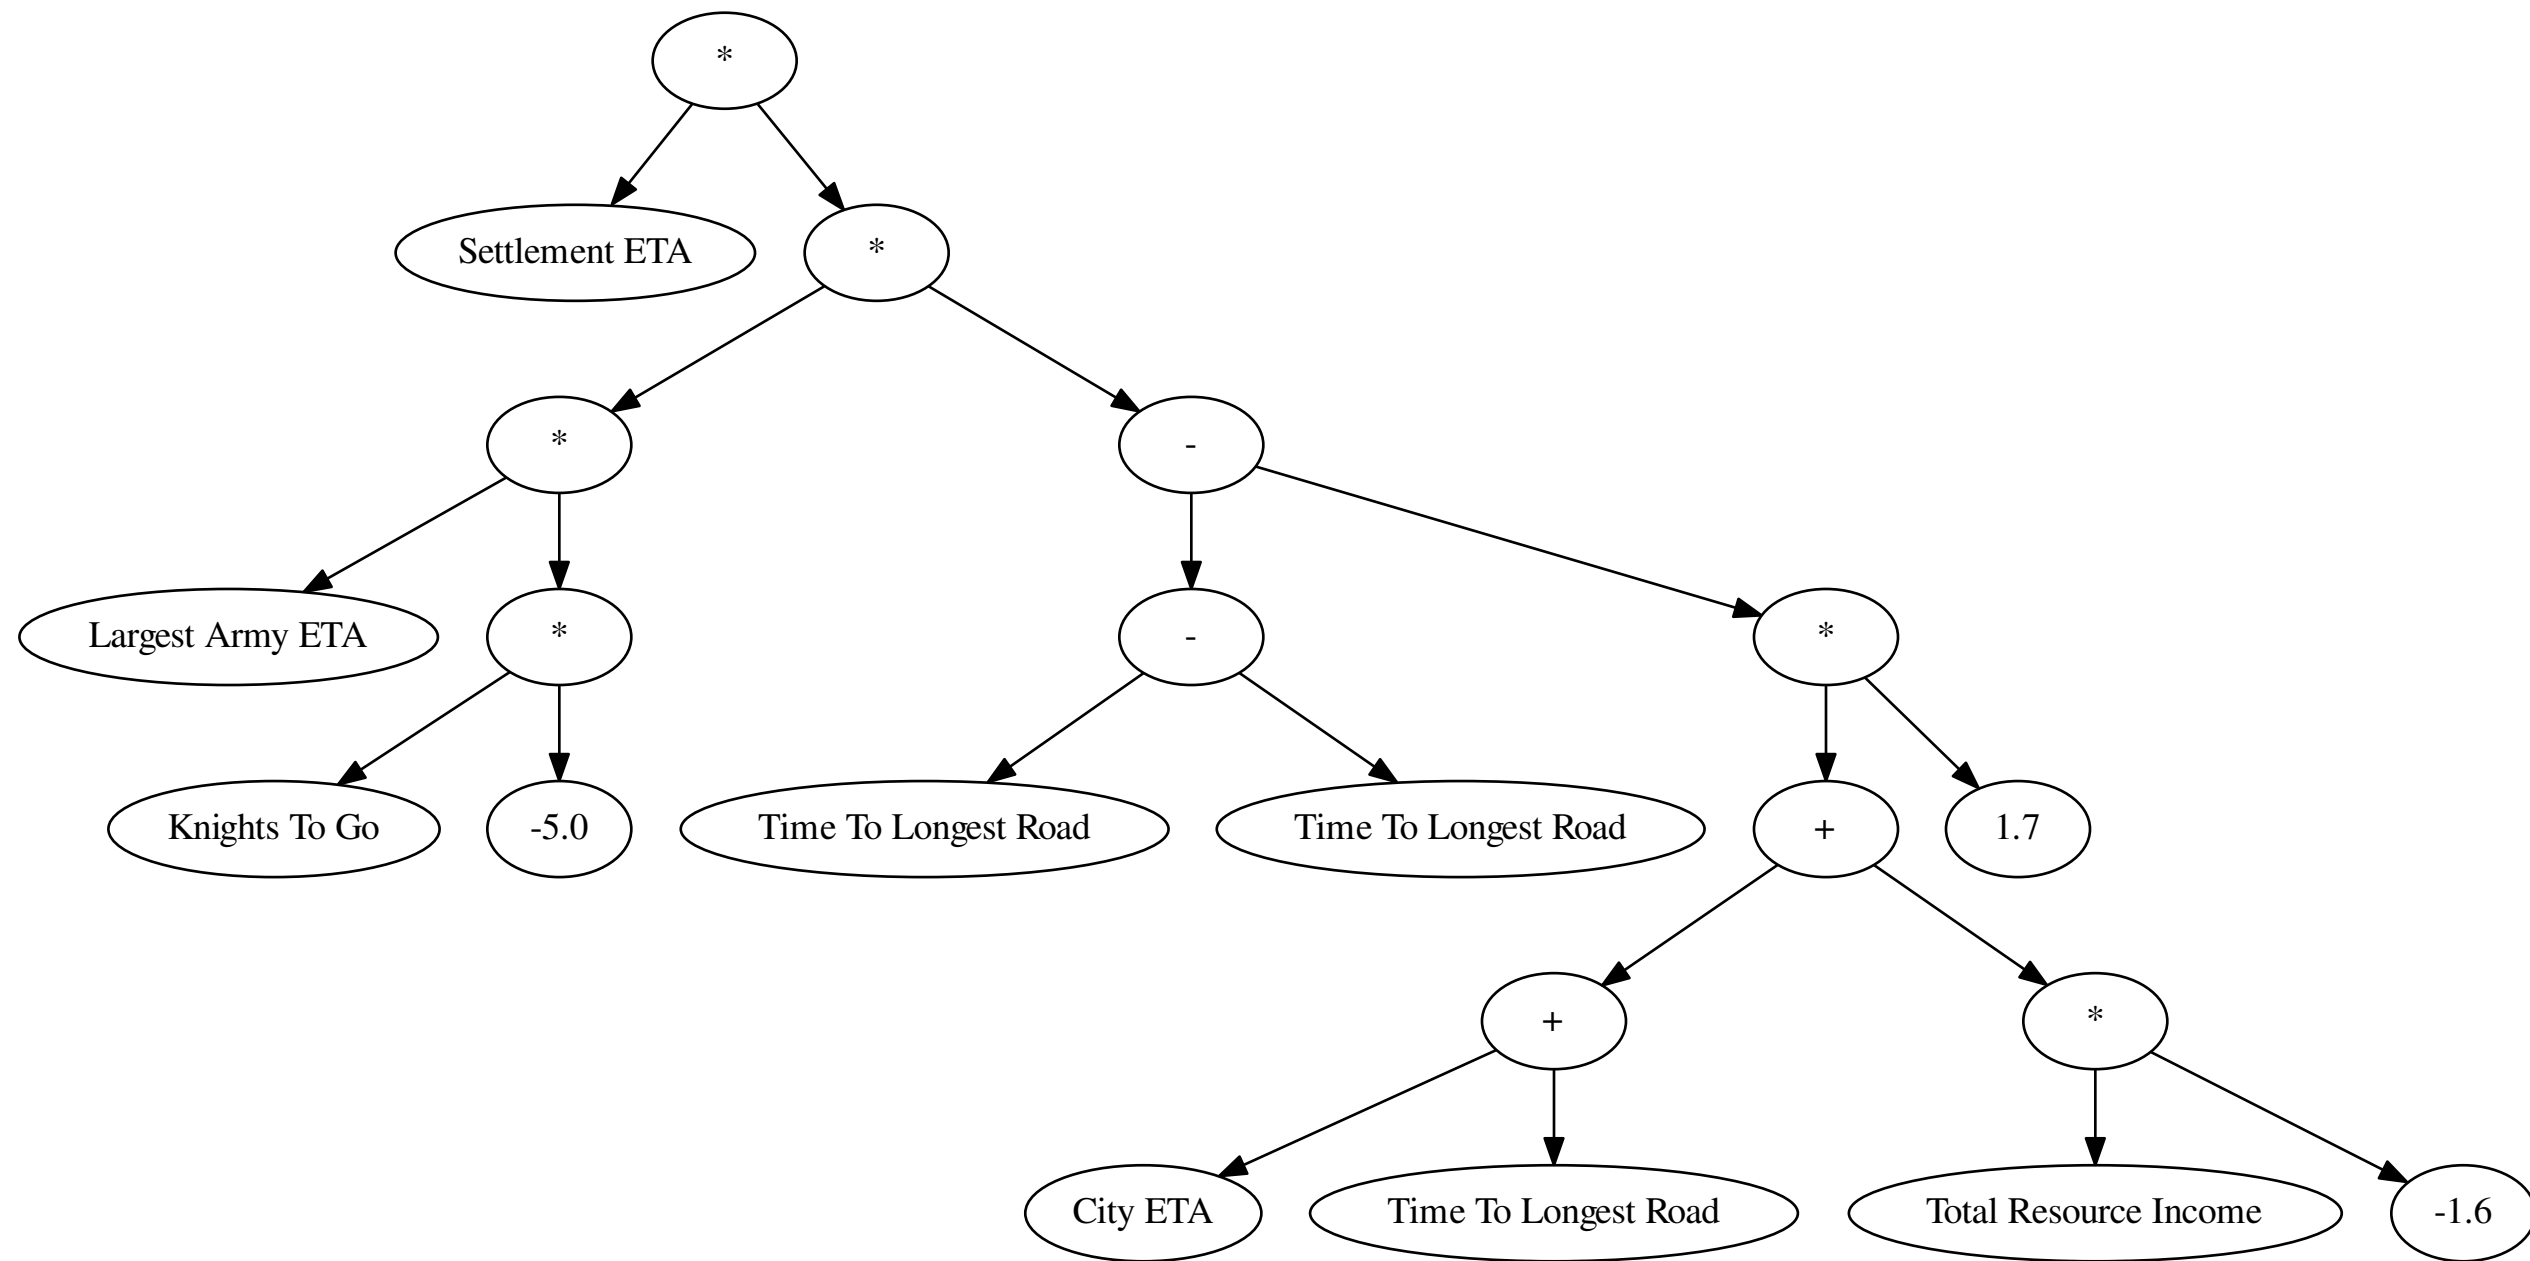 *
Settlement ETA
*
*
-
Largest Army ETA
*
-
*
Knights To Go
-5.0
Time To Longest Road
Time To Longest Road
+
1.7
+
*
City ETA
Time To Longest Road
Total Resource Income
-1.6